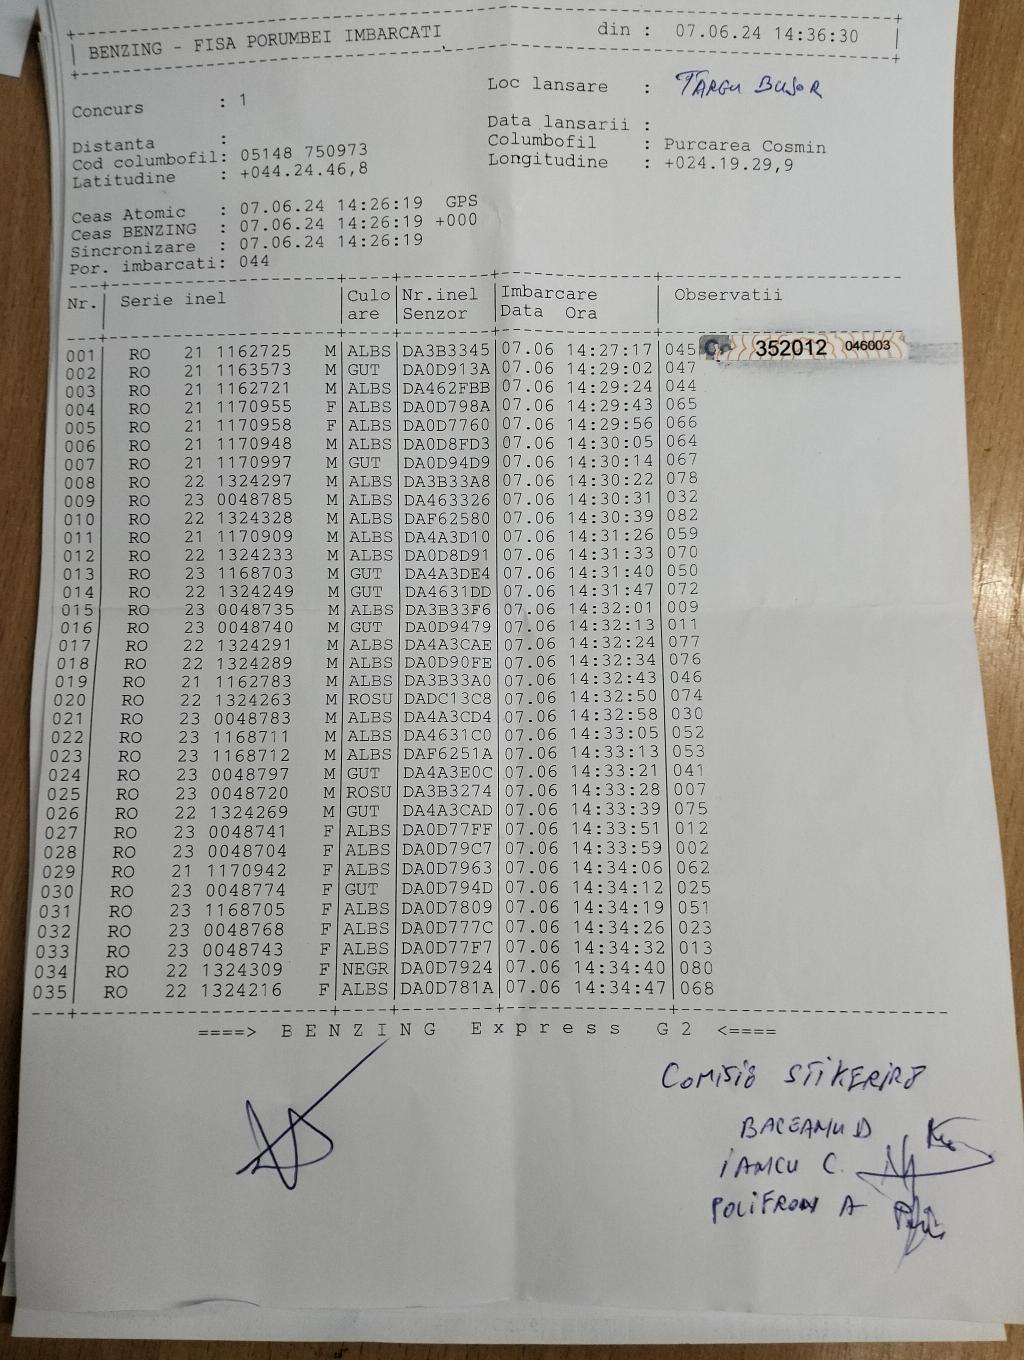 BENZING - FISA PORUMBEI IMBARCATI din : 07.06.24 14:36:30
Concurs : 1 Loc lansare : TARGU BUJOR
Distanta : Data lansarii :
Cod columbofil: 05148 750973 Columbofil : Purcarea Cosmin
Latitudine : +044.24.46,8 Longitudine : +024.19.29,9
Ceas Atomic : 07.06.24 14:26:19 GPS
Ceas BENZING : 07.06.24 14:26:19 +000
Sincronizare : 07.06.24 14:26:19
Por. imbarcati: 044
Nr. Serie inel Culo Nr.inel Imbarcare Observatii
are Senzor Data Ora
001 RO 21 1162725 M ALBS DA3B3345 07.06 14:27:17 045 352012 046003
002 RO 21 1163573 M GUT DA0D913A 07.06 14:29:02 047
003 RO 21 1162721 M ALBS DA462FBB 07.06 14:29:24 044
004 RO 21 1170955 F ALBS DA0D798A 07.06 14:29:43 065
005 RO 21 1170958 F ALBS DA0D7760 07.06 14:29:56 066
006 RO 21 1170948 M ALBS DA0D8FD3 07.06 14:30:05 064
007 RO 21 1170997 M GUT DA0D94D9 07.06 14:30:14 067
008 RO 22 1324297 M ALBS DA3B33A8 07.06 14:30:22 078
009 RO 23 0048785 M ALBS DA463326 07.06 14:30:31 032
010 RO 22 1324328 M ALBS DAF62580 07.06 14:30:39 082
011 RO 21 1170909 M ALBS DA4A3D10 07.06 14:31:26 059
012 RO 22 1324233 M ALBS DA0D8D91 07.06 14:31:33 070
013 RO 23 1168703 M GUT DA4A3DE4 07.06 14:31:40 050
014 RO 22 1324249 M GUT DA4631DD 07.06 14:31:47 072
015 RO 23 0048735 M ALBS DA3B33F6 07.06 14:32:01 009
016 RO 23 0048740 M GUT DA0D9479 07.06 14:32:13 011
017 RO 22 1324291 M ALBS DA4A3CAE 07.06 14:32:24 077
018 RO 22 1324289 M ALBS DA0D90FE 07.06 14:32:34 076
019 RO 21 1162783 M ALBS DA3B33A0 07.06 14:32:43 046
020 RO 22 1324263 M ROSU DADC13C8 07.06 14:32:50 074
021 RO 23 0048783 M ALBS DA4A3CD4 07.06 14:32:58 030
022 RO 23 1168711 M ALBS DA4631C0 07.06 14:33:05 052
023 RO 23 1168712 M ALBS DAF6251A 07.06 14:33:13 053
024 RO 23 0048797 M GUT DA4A3E0C 07.06 14:33:21 041
025 RO 23 0048720 M ROSU DA3B3274 07.06 14:33:28 007
026 RO 22 1324269 M GUT DA4A3CAD 07.06 14:33:39 075
027 RO 23 0048741 F ALBS DA0D77FF 07.06 14:33:51 012
028 RO 23 0048704 F ALBS DA0D79C7 07.06 14:33:59 002
029 RO 21 1170942 F ALBS DA0D7963 07.06 14:34:06 062
030 RO 23 0048774 F GUT DA0D794D 07.06 14:34:12 025
031 RO 23 1168705 F ALBS DA0D7809 07.06 14:34:19 051
032 RO 23 0048768 F ALBS DA0D777C 07.06 14:34:26 023
033 RO 23 0048743 F ALBS DA0D77F7 07.06 14:34:32 013
034 RO 22 1324309 F NEGR DA0D7924 07.06 14:34:40 080
035 RO 22 1324216 F ALBS DA0D781A 07.06 14:34:47 068
====> BENZING Express G2 <====
COMISIE STIKERIRE
BACEAMU D
IAMCU C.
POLIFRON A